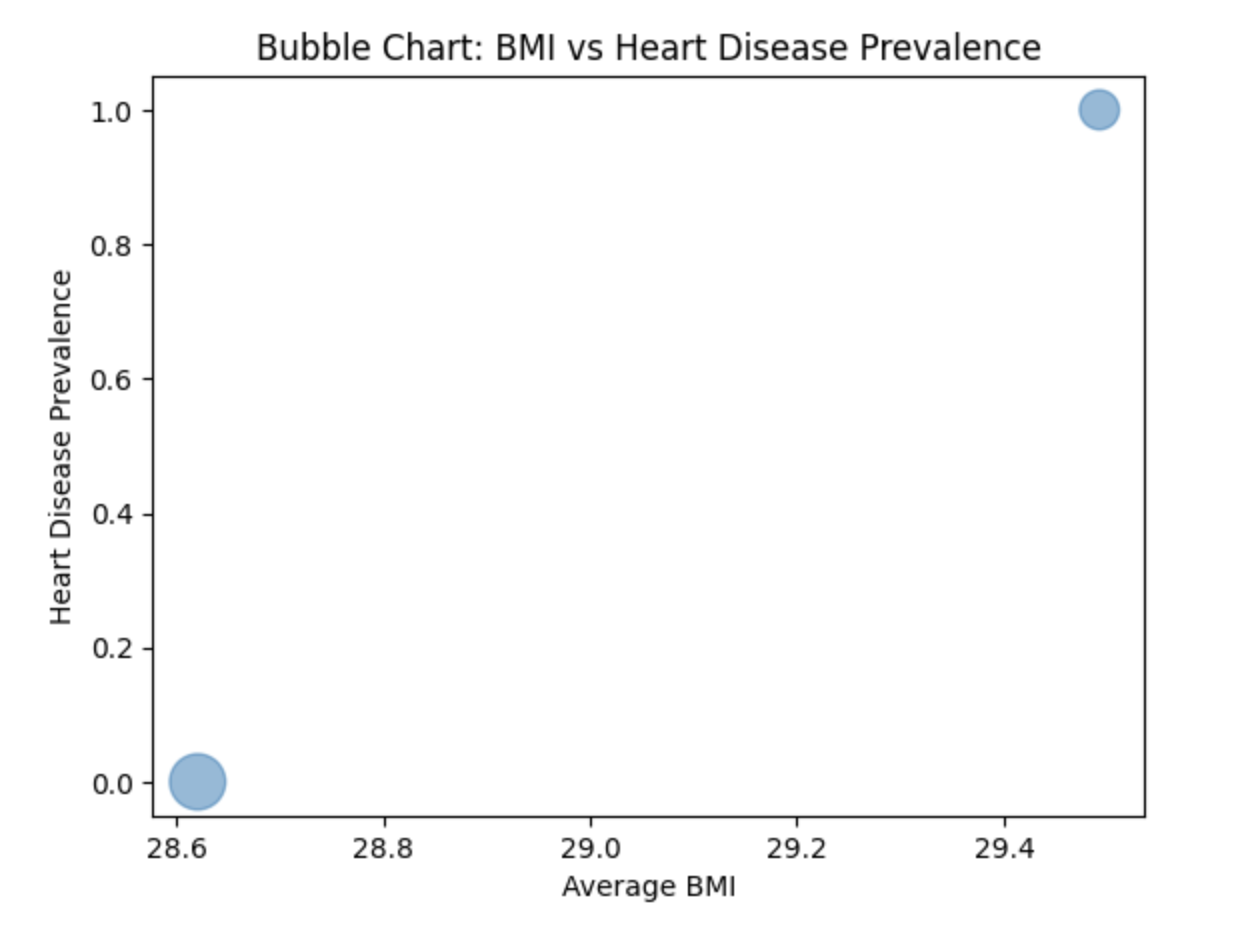 Bubble Chart: BMI vs Heart Disease Prevalence
Heart Disease Prevalence
1.0
0.8
0.6
0.4
0.2
0.0
28.6 28.8 29.0 29.2 29.4
Average BMI